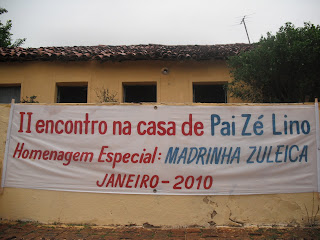 II encontro na casa de Pai Zé Lino
Homenagem Especial: MADRINHA ZULEICA
JANEIRO-2010